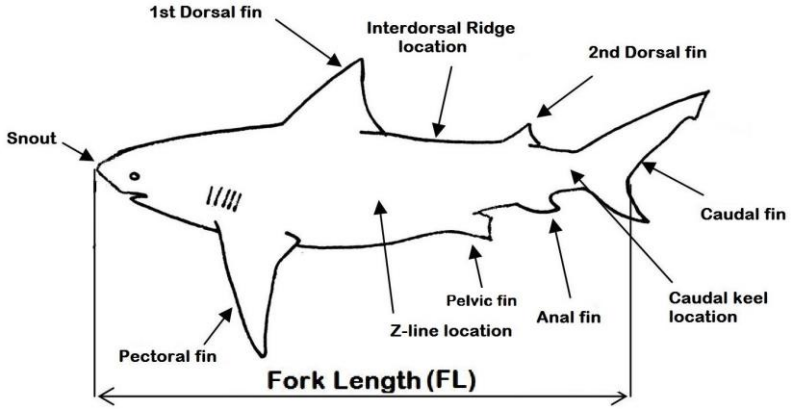 1st Dorsal fin
Interdorsal Ridge
location
2nd Dorsal fin
Snout
Caudal fin
Pelvic fin
Anal fin
Caudal keel
location
Z-line location
Pectoral fin
Fork Length (FL)